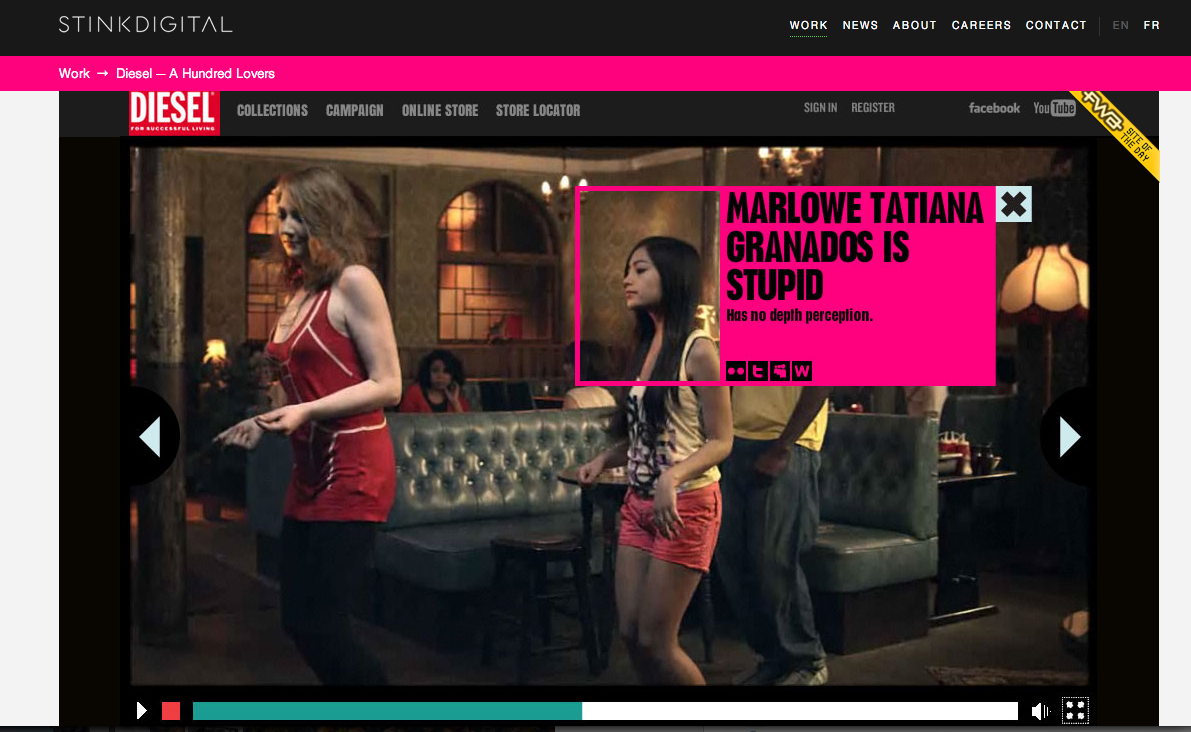 STINKDIGITAL
WORK NEWS ABOUT CAREERS CONTACT EN FR
Work → Diesel — A Hundred Lovers
DIESEL
FOR SUCCESSFUL LIVING
COLLECTIONS CAMPAIGN ONLINE STORE STORE LOCATOR
SIGN IN REGISTER
facebook YouTube
FWA SITE OF
THE DAY
MARLOWE TATIANA
GRANADOS IS
STUPID
Has no depth perception.
t W